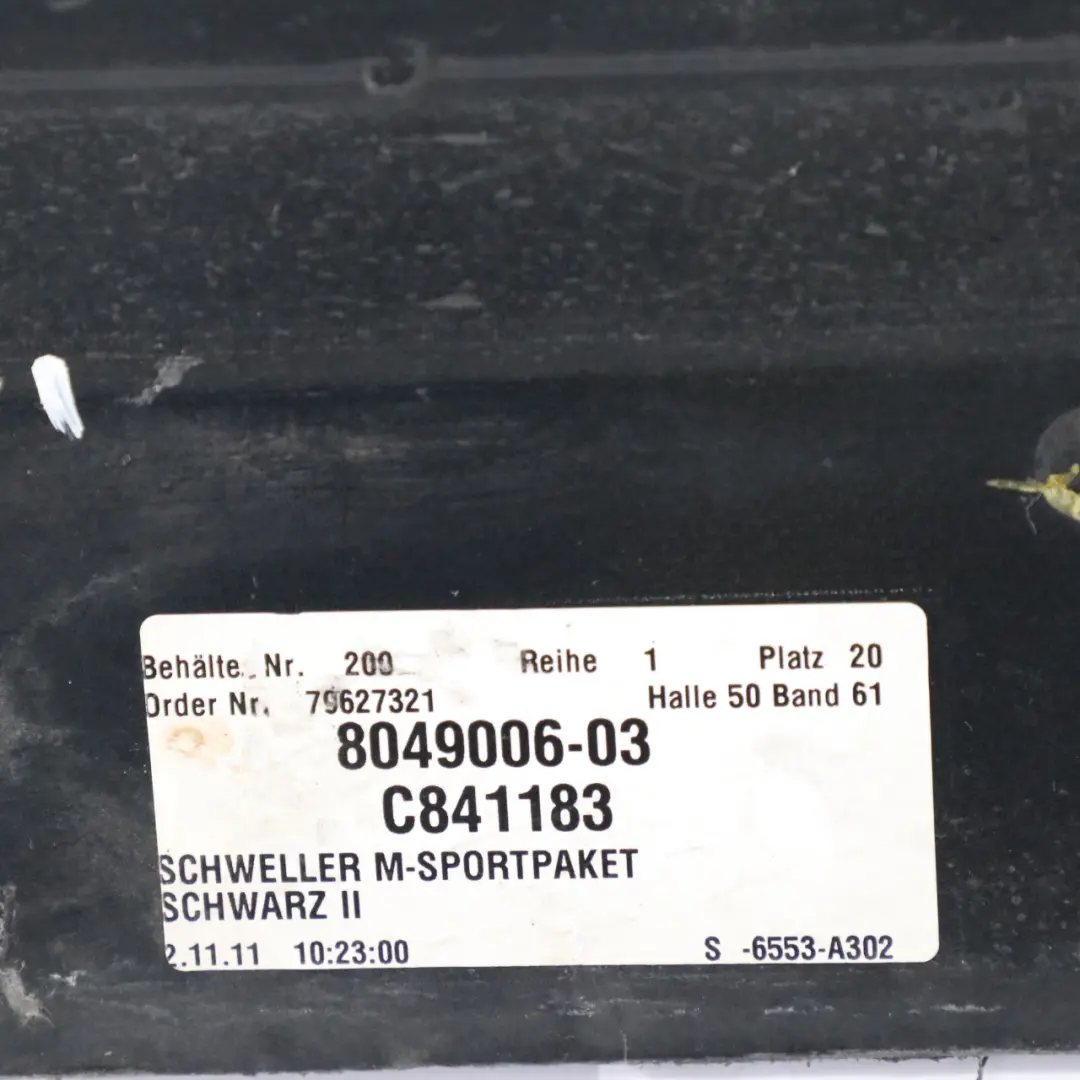 Behälte. Nr. 200 Reihe 1 Platz 20
Order Nr. 79627321 Halle 50 Band 61
8049006-03
C841183
SCHWELLER M-SPORTPAKET
SCHWARZ II
2.11.11 10:23:00 S -6553-A302